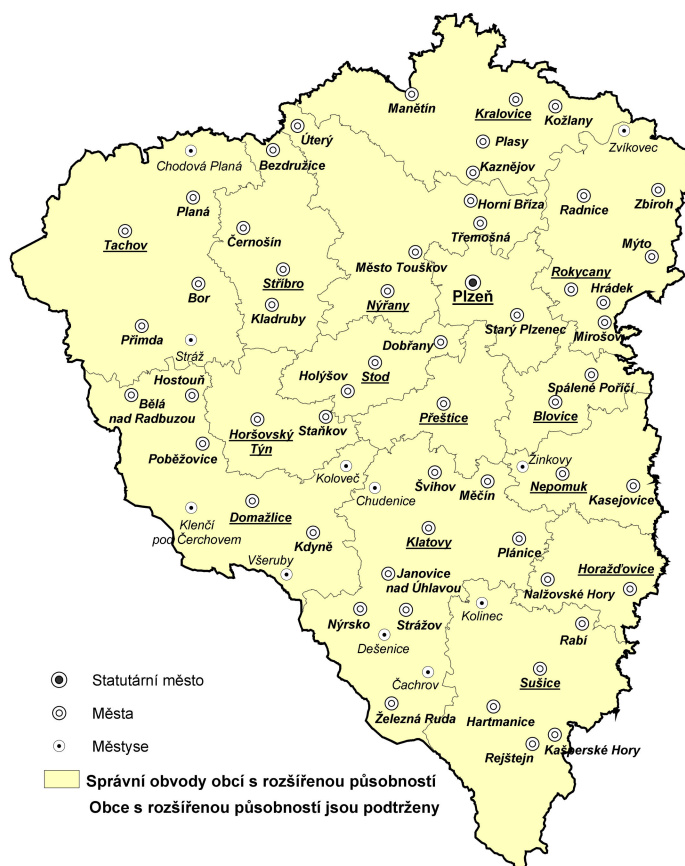 Manětín
Kralovice
Kožlany
Úterý
Zvíkovec
Plasy
Chodová Planá
Bezdružice
Kaznějov
Planá
Horní Bříza
Radnice
Zbiroh
Třemošná
Tachov
Černošín
Mýto
Město Touškov
Rokycany
Stříbro
Bor
Nýřany
Plzeň
Hrádek
Kladruby
Starý Plzenec
Přimda
Mirošov
Stráž
Dobřany
Holýšov
Stod
Hostouň
Spálené Poříčí
Bělá
nad Radbuzou
Přeštice
Blovice
Horšovský
Týn
Staňkov
Poběžovice
Koloveč
Žinkovy
Švihov
Měčín
Nepomuk
Kasejovice
Chudenice
Klenčí
pod Čerchovem
Domažlice
Kdyně
Klatovy
Plánice
Všeruby
Horažďovice
Janovice
nad Úhlavou
Nalžovské Hory
Nýrsko
Strážov
Kolinec
Dešenice
Rabí
Čachrov
Sušice
Železná Ruda
Hartmanice
Rejštejn
Kašperské Hory
Statutární město
Města
Městyse
Správní obvody obcí s rozšířenou působností
Obce s rozšířenou působností jsou podtrženy